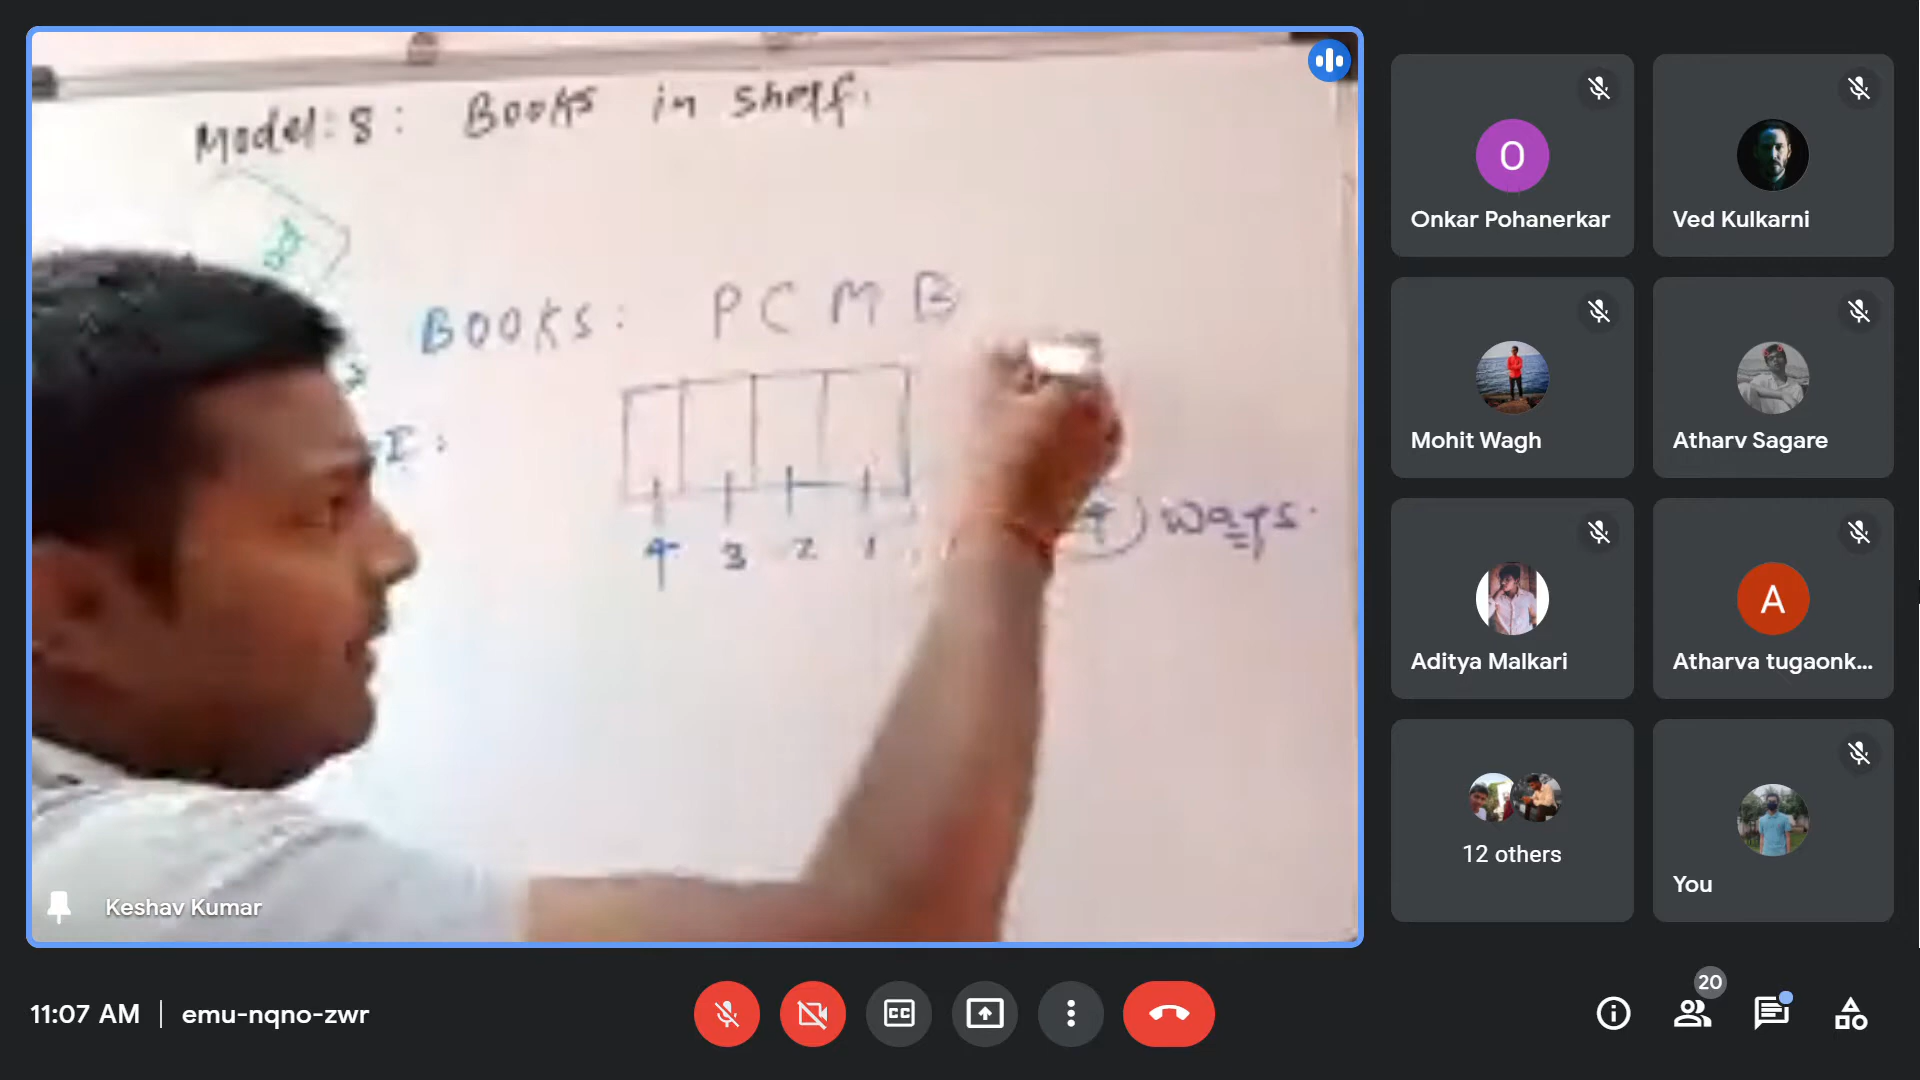 Model: 8: Books in shelf.
BOOKS: P C M B
I:
4 3 2 1
ways.
Keshav Kumar
Onkar Pohanerkar
Ved Kulkarni
Mohit Wagh
Atharv Sagare
Aditya Malkari
A
Atharva tugaonk...
O
12 others
You
11:07 AM | emu-nqno-zwr
CC
20